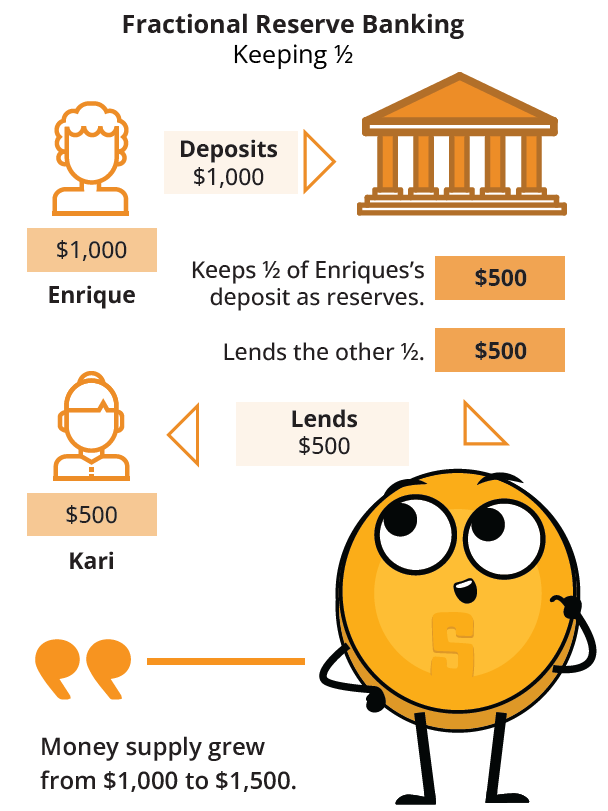 Fractional Reserve Banking
Keeping ½
Deposits
$1,000
$1,000
Enrique
Keeps ½ of Enriques’s
deposit as reserves.
$500
Lends the other ½.
$500
Lends
$500
$500
Kari
S
Money supply grew
from $1,000 to $1,500.